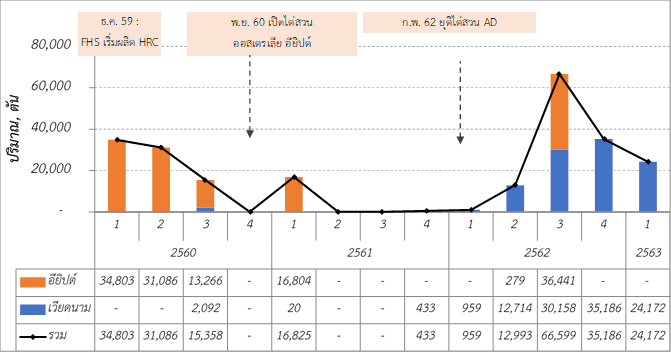 ธ.ค. 59 :
FHS เริ่มผลิต HRC
พ.ย. 60 เปิดไต่สวน
ออสเตรเลีย อียิปต์
ก.พ. 62 ยุติไต่สวน AD
ปริมาณ, ตัน
80,000
60,000
40,000
20,000
-
1 2 3 4 1 2 3 4 1 2 3 4 1
2560 2561 2562 2563
อียิปต์ 34,803 31,086 13,266 - 16,804 - - - - 279 36,441 - -
เวียดนาม - - 2,092 - 20 - - 433 959 12,714 30,158 35,186 24,172
รวม 34,803 31,086 15,358 - 16,825 - - 433 959 12,993 66,599 35,186 24,172